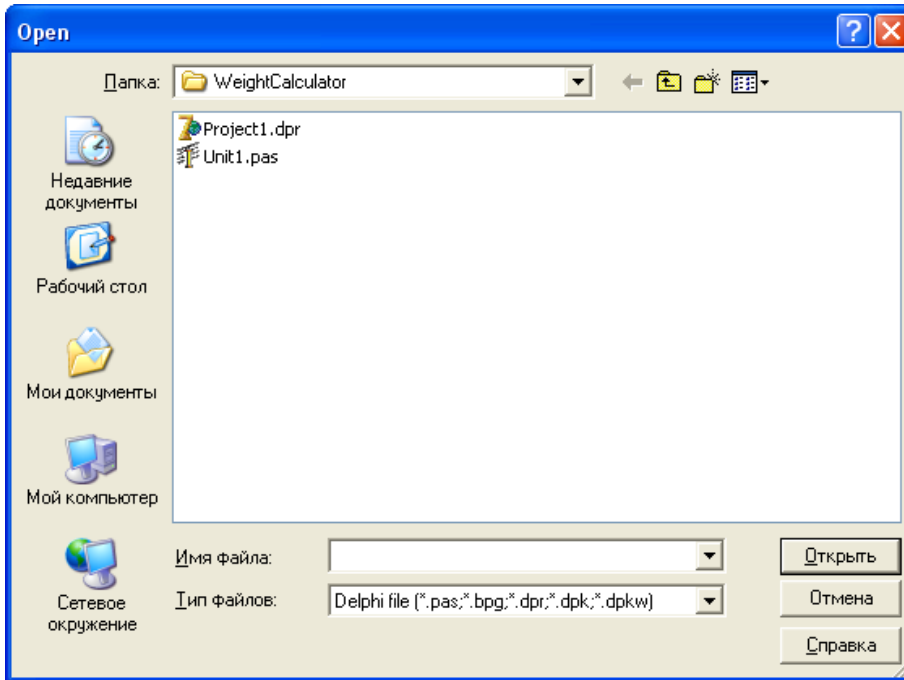 Open
Папка: WeightCalculator
Project1.dpr
Unit1.pas
Недавние
документы
Рабочий стол
Мои документы
Мой компьютер
Сетевое
окружение
Имя файла:
Тип файлов: Delphi file (*.pas;*.bpg;*.dpr;*.dpk;*.dpkw)
Открыть
Отмена
Справка